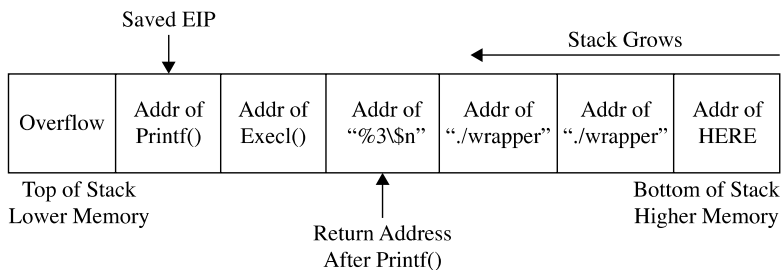 Saved EIP
Stack Grows
Overflow
Addr of
Printf()
Addr of
Execl()
Addr of
“%3\$n”
Addr of
“./wrapper”
Addr of
“./wrapper”
Addr of
HERE
Top of Stack
Lower Memory
Bottom of Stack
Higher Memory
Return Address
After Printf()